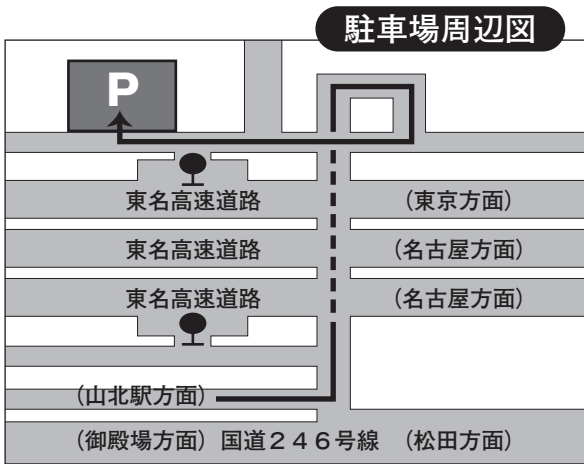 駐車場周辺図
P
東名高速道路 (東京方面)
東名高速道路 (名古屋方面)
東名高速道路 (名古屋方面)
(山北駅方面)
(御殿場方面) 国道246号線 (松田方面)